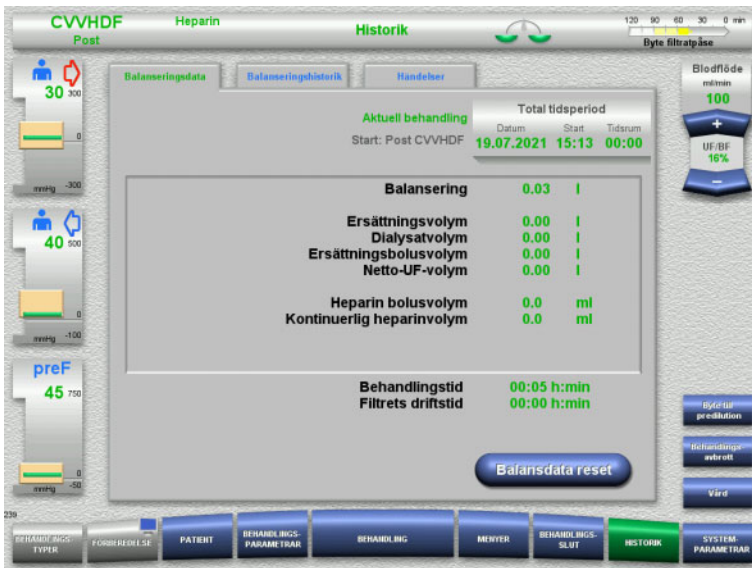 CVVHDF
Post
Heparin
Historik
120 90 60 30 0 min
Byte filtratpåse
30 300
0
mmHg -300
40 500
mmHg -100
preF
45 750
0
mmHg -50
Balanseringsdata
Balanseringshistorik
Händelser
Aktuell behandling
Start: Post CVVHDF
Total tidsperiod
Datum Start Tidsrum
19.07.2021 15:13 00:00
Balansering 0.03 l
Ersättningsvolym 0.00 l
Dialysatvolym 0.00 l
Ersättningsbolusvolym 0.00 l
Netto-UF-volym 0.00 l
Heparin bolusvolym 0.0 ml
Kontinuerlig heparinvolym 0.0 ml
Behandlingstid 00:05 h:min
Filtrets driftstid 00:00 h:min
Balansdata reset
Blodflöde
ml/min
100
+
UF/BF
16%
−
Byte till
predilution
Behandlings-
avbrott
Vård
239
BEHANDLINGS-
TYPER
FÖRBEREDELSE
PATIENT
BEHANDLINGS-
PARAMETRAR
BEHANDLING
MENYER
BEHANDLINGS-
SLUT
HISTORIK
SYSTEM-
PARAMETRAR